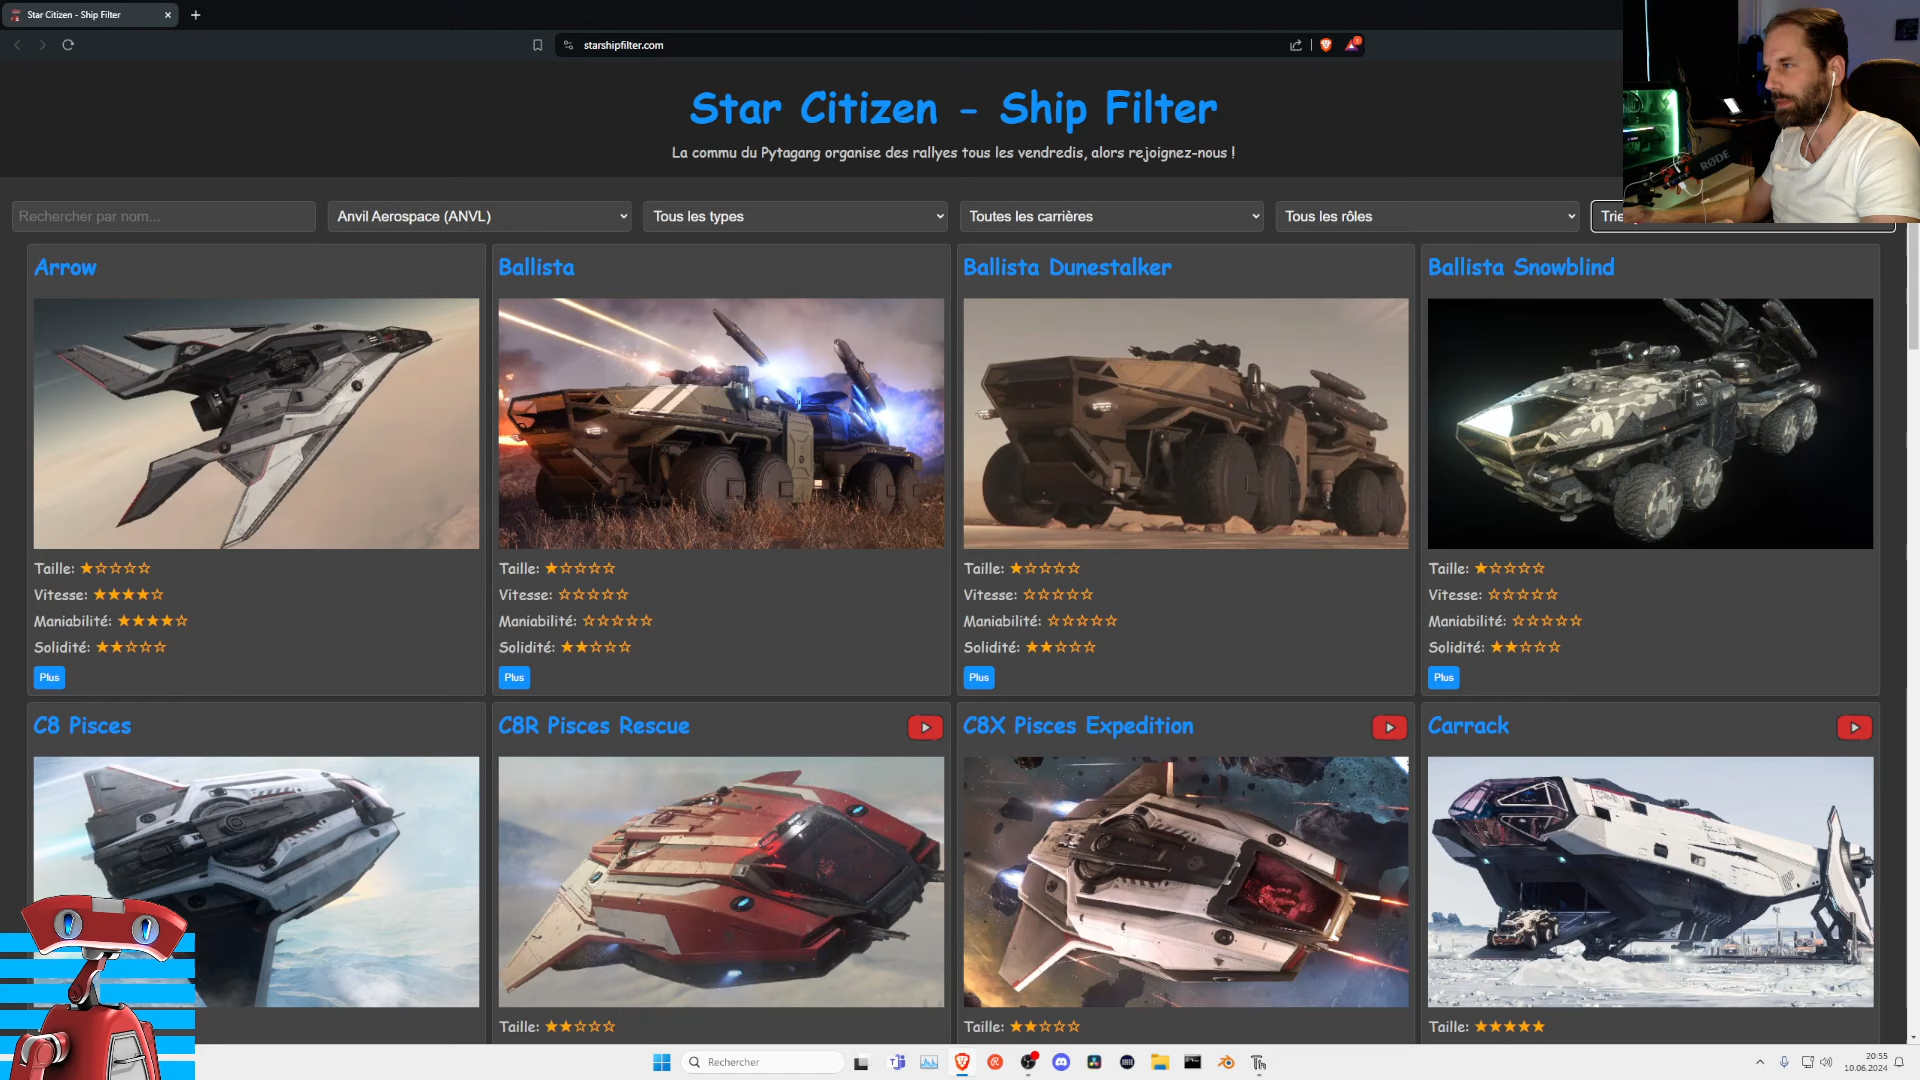 Star Citizen - Ship Filter
starshipfilter.com
Star Citizen - Ship Filter
La commu du Pytagang organise des rallyes tous les vendredis, alors rejoignez-nous !
RØDE
Rechercher par nom...
Anvil Aerospace (ANVL)
Tous les types
Toutes les carrières
Tous les rôles
Arrow
Ballista
Ballista Dunestalker
Ballista Snowblind
Taille: ★☆☆☆☆
Taille: ★☆☆☆☆
Taille: ★☆☆☆☆
Taille: ★☆☆☆☆
Vitesse: ★★★★☆
Vitesse: ☆☆☆☆☆
Vitesse: ☆☆☆☆☆
Vitesse: ☆☆☆☆☆
Maniabilité: ★★★★☆
Maniabilité: ☆☆☆☆☆
Maniabilité: ☆☆☆☆☆
Maniabilité: ☆☆☆☆☆
Solidité: ★★☆☆☆
Solidité: ★★☆☆☆
Solidité: ★★☆☆☆
Solidité: ★★☆☆☆
Plus
Plus
Plus
Plus
C8 Pisces
C8R Pisces Rescue
C8X Pisces Expedition
Carrack
Taille: ★★☆☆☆
Taille: ★★☆☆☆
Taille: ★★★★★
Rechercher
20:55
10.06.2024